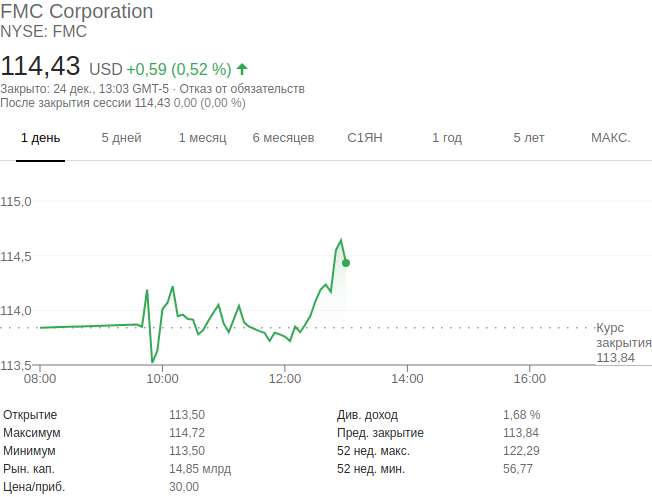 FMC Corporation
NYSE: FMC
114,43 USD +0,59 (0,52 %)
Закрыто: 24 дек., 13:03 GMT-5 · Отказ от обязательств
После закрытия сессии 114,43 0,00 (0,00 %)
1 день 5 дней 1 месяц 6 месяцев С1ЯН 1 год 5 лет МАКС.
115,0
114,5
114,0
Курс
закрытия
113,84
113,5
08:00 10:00 12:00 14:00 16:00
Открытие 113,50 Див. доход 1,68 %
Максимум 114,72 Пред. закрытие 113,84
Минимум 113,50 52 нед. макс. 122,29
Рын. кап. 14,85 млрд 52 нед. мин. 56,77
Цена/приб. 30,00